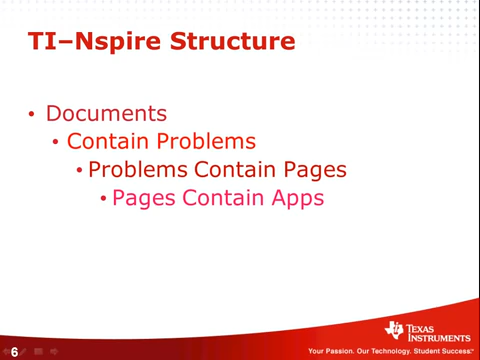 TI–Nspire Structure
• Documents
• Contain Problems
• Problems Contain Pages
• Pages Contain Apps
TEXAS
INSTRUMENTS
Your Passion. Our Technology. Student Success.™
6